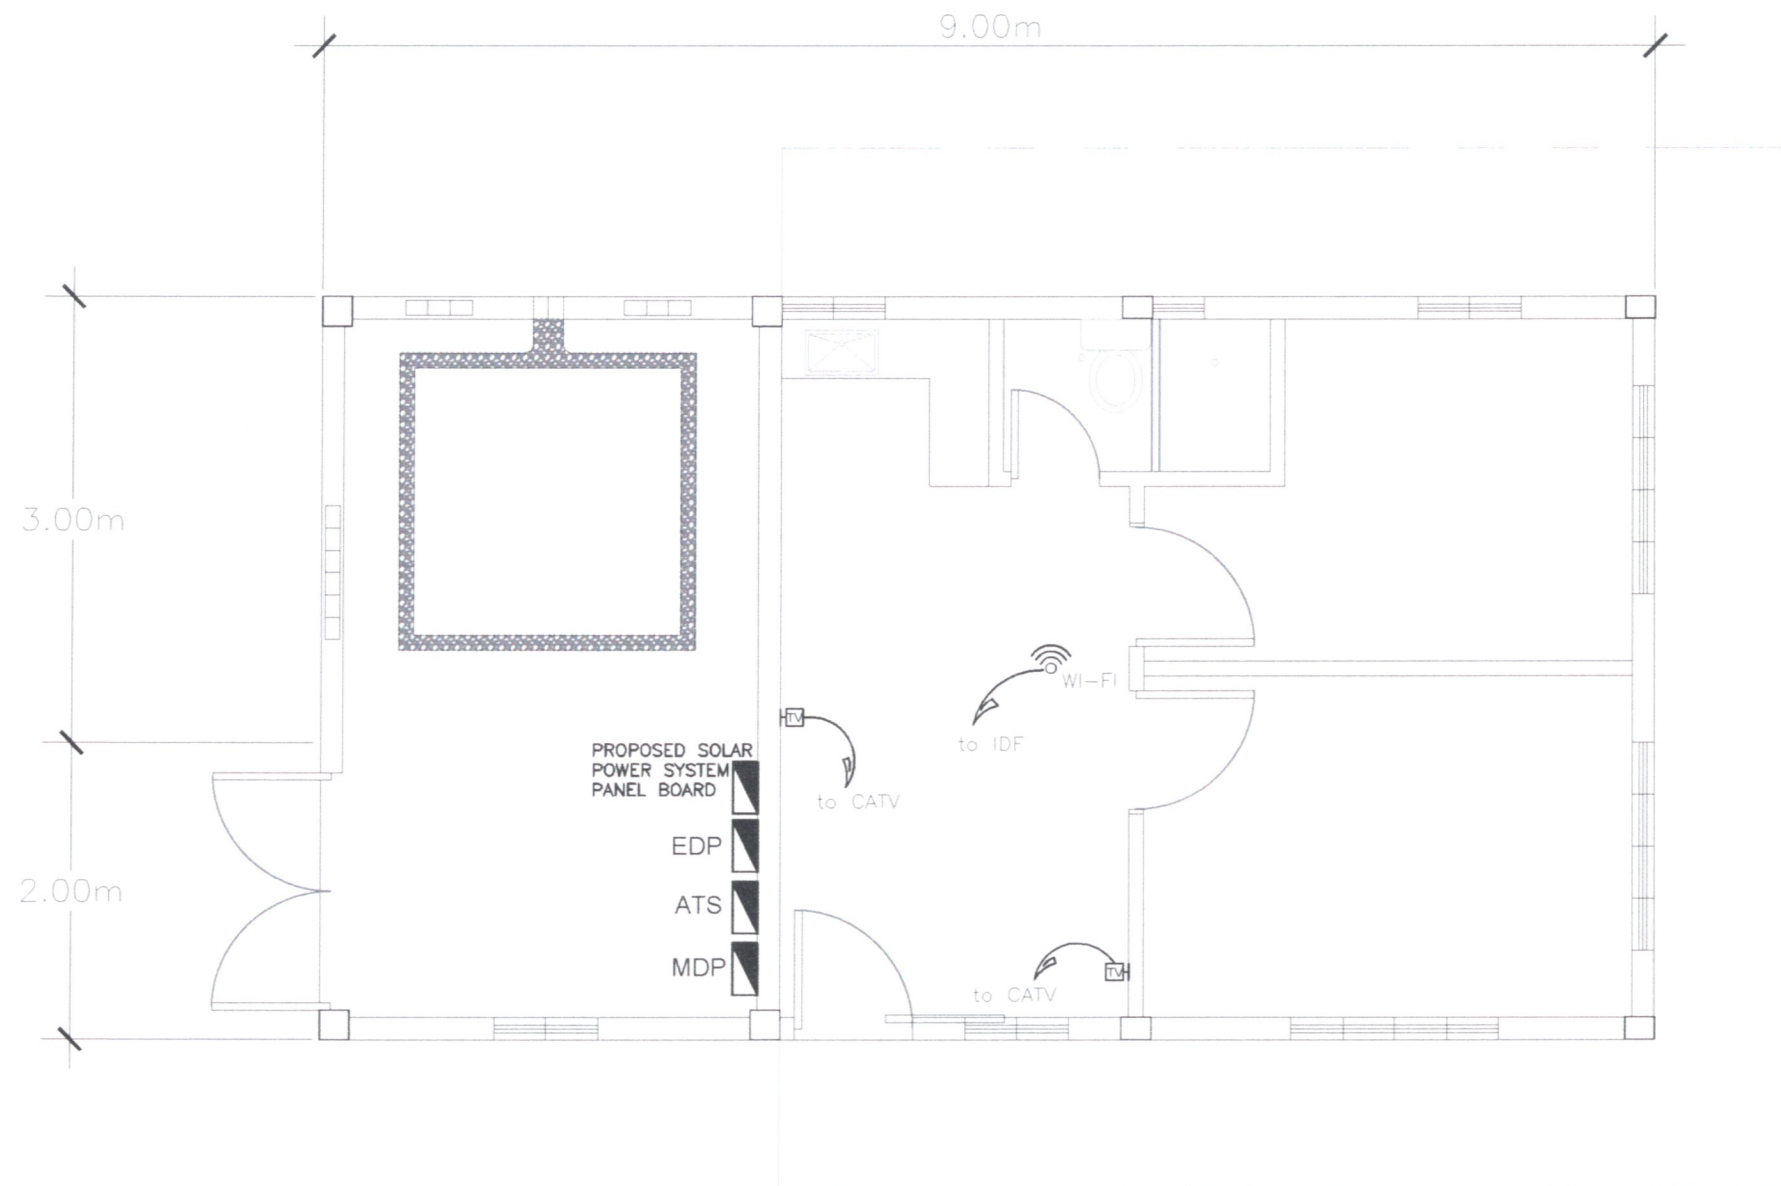 9.00m
3.00m
WI-FI
TV
to IDF
PROPOSED SOLAR
POWER SYSTEM
PANEL BOARD
to CATV
EDP
2.00m
ATS
MDP
TV
to CATV